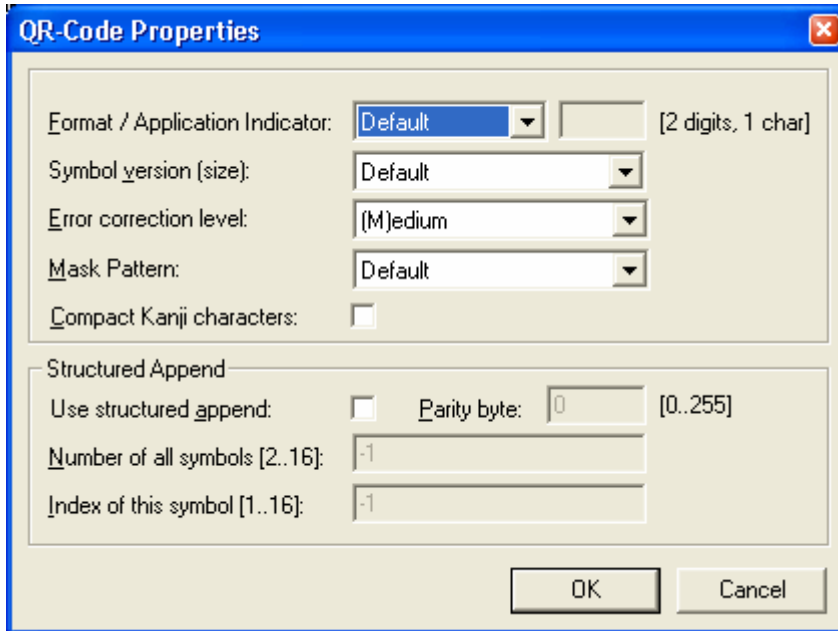 QR-Code Properties
Format / Application Indicator: Default [2 digits, 1 char]
Symbol version (size): Default
Error correction level: (M)edium
Mask Pattern: Default
Compact Kanji characters:
Structured Append
Use structured append: Parity byte: 0 [0..255]
Number of all symbols [2..16]: -1
Index of this symbol [1..16]: -1
OK Cancel